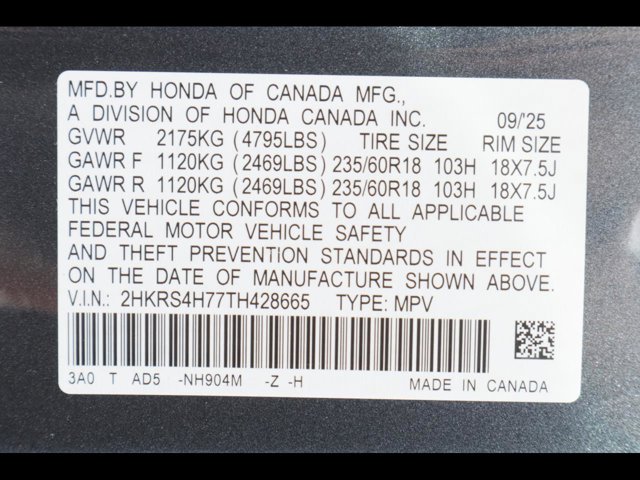 MFD.BY HONDA OF CANADA MFG.,
A DIVISION OF HONDA CANADA INC. 09/'25
GVWR 2175KG (4795LBS) TIRE SIZE RIM SIZE
GAWR F 1120KG (2469LBS) 235/60R18 103H 18X7.5J
GAWR R 1120KG (2469LBS) 235/60R18 103H 18X7.5J
THIS VEHICLE CONFORMS TO ALL APPLICABLE
FEDERAL MOTOR VEHICLE SAFETY
AND THEFT PREVENTION STANDARDS IN EFFECT
ON THE DATE OF MANUFACTURE SHOWN ABOVE.
V.I.N.: 2HKRS4H77TH428665 TYPE: MPV
3A0 T AD5 -NH904M -Z -H MADE IN CANADA